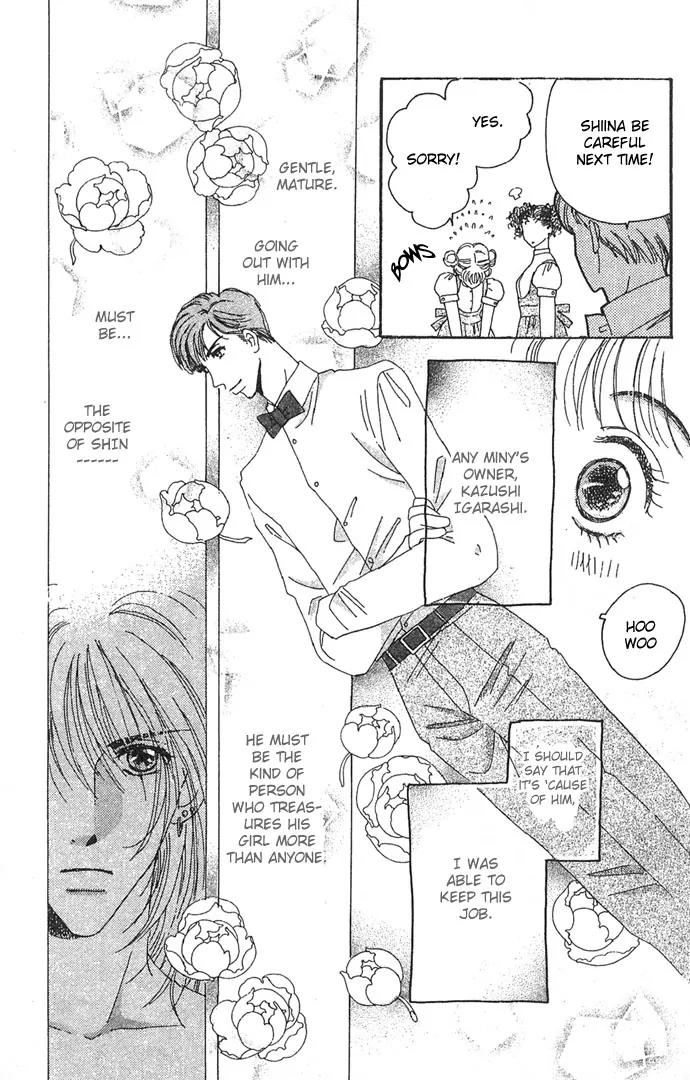 SHIINA BE
CAREFUL
NEXT TIME!
YES.
SORRY!
BOWS
HOO
WOO
ANY MINY'S
OWNER,
KAZUSHI
IGARASHI.
I SHOULD
SAY THAT
IT'S 'CAUSE
OF HIM,
I WAS
ABLE TO
KEEP THIS
JOB.
GENTLE,
MATURE.
GOING
OUT WITH
HIM...
MUST
BE...
THE
OPPOSITE
OF SHIN
------
HE MUST
BE THE
KIND OF
PERSON
WHO TREAS-
URES HIS
GIRL MORE
THAN ANYONE.